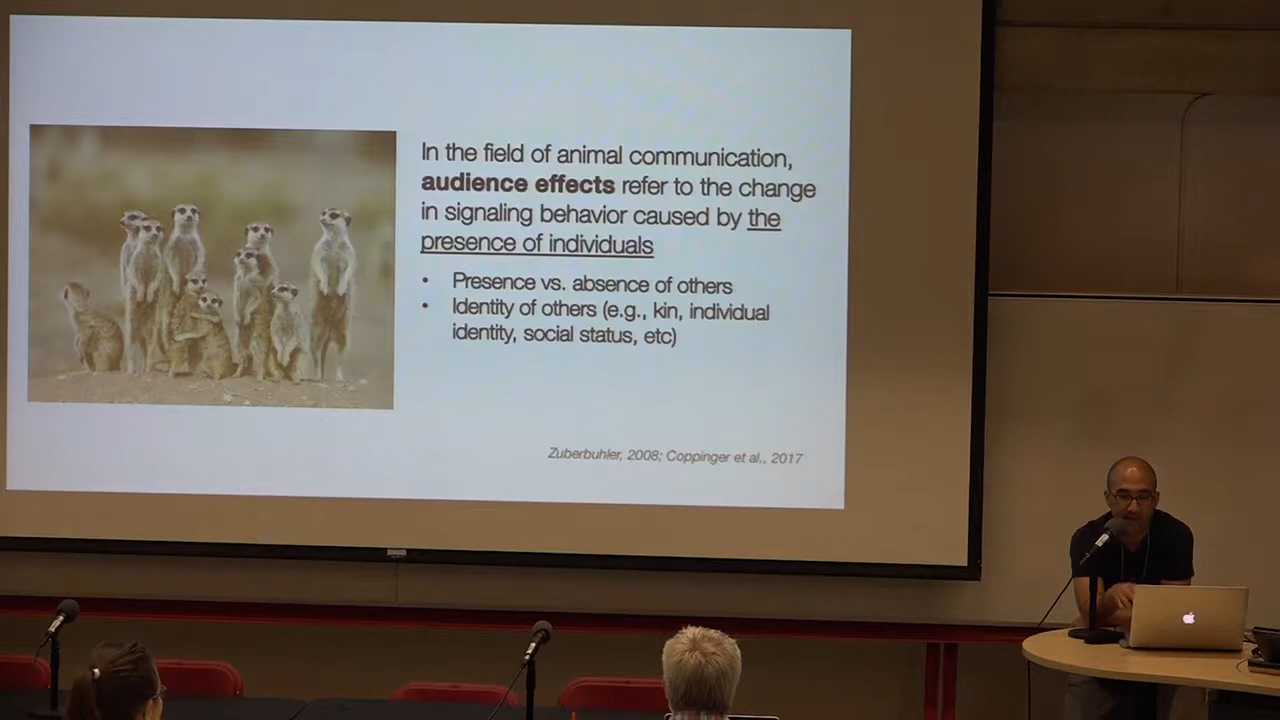 In the field of animal communication,
audience effects refer to the change
in signaling behavior caused by the
presence of individuals
• Presence vs. absence of others
• Identity of others (e.g., kin, individual
identity, social status, etc)
Zuberbuhler, 2008; Coppinger et al., 2017